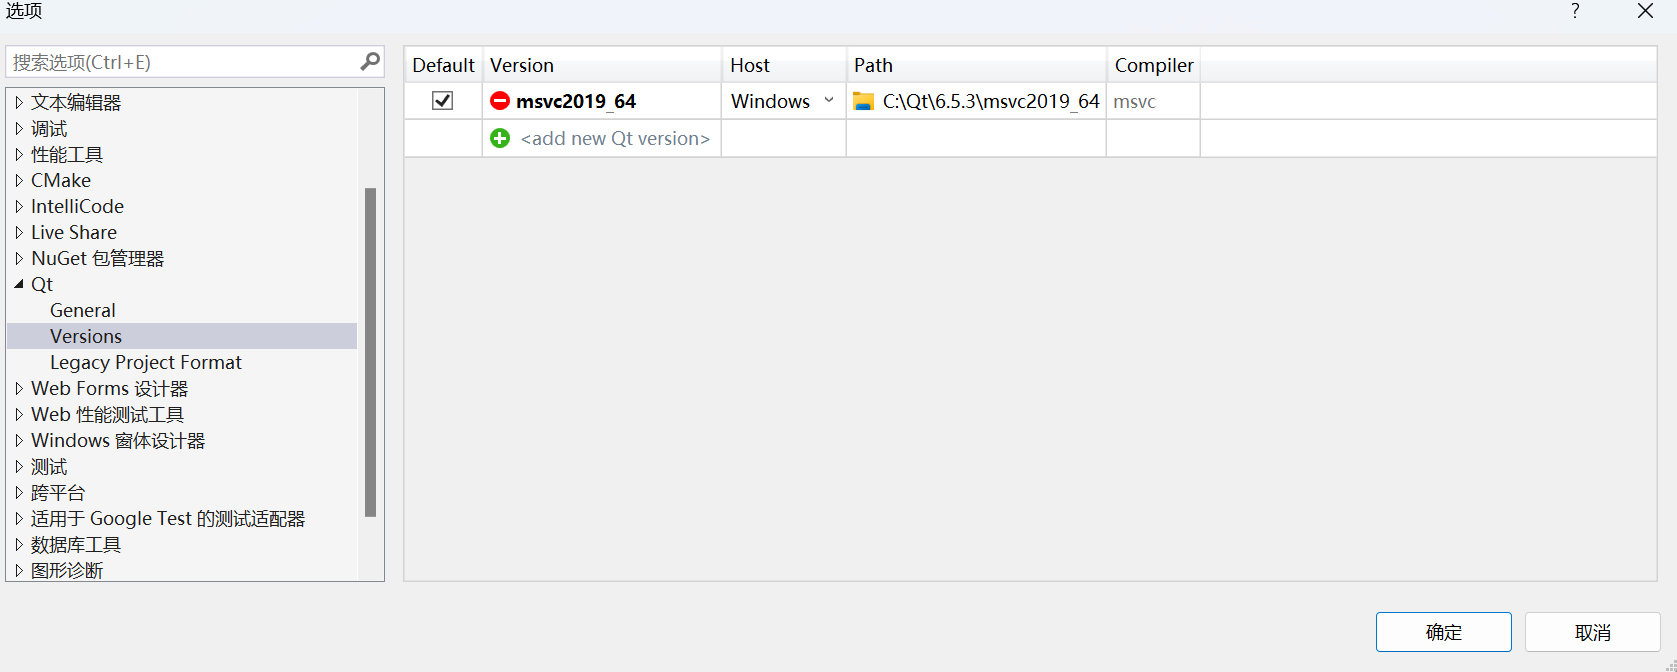 选项
搜索选项(Ctrl+E)
文本编辑器
调试
性能工具
CMake
IntelliCode
Live Share
NuGet 包管理器
Qt
General
Versions
Legacy Project Format
Web Forms 设计器
Web 性能测试工具
Windows 窗体设计器
测试
跨平台
适用于 Google Test 的测试适配器
数据库工具
图形诊断
Default Version Host Path Compiler
msvc2019_64 Windows C:\Qt\6.5.3\msvc2019_64 msvc
<add new Qt version>
确定 取消